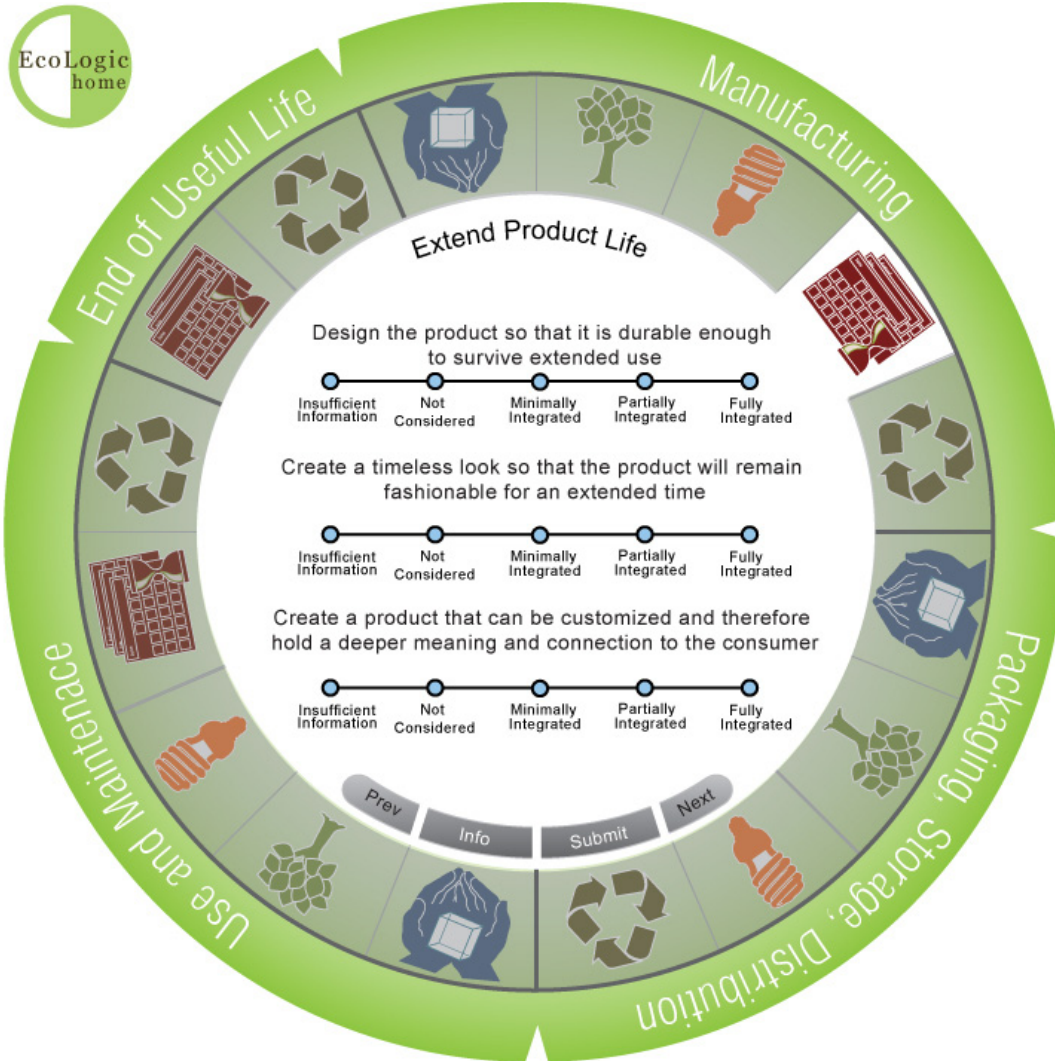 EcoLogic
home
End of Useful Life
Manufacturing
Packaging, Storage, Distribution
Use and Maintenace
Extend Product Life
Design the product so that it is durable enough
to survive extended use
Insufficient Information
Not Considered
Minimally Integrated
Partially Integrated
Fully Integrated
Create a timeless look so that the product will remain
fashionable for an extended time
Insufficient Information
Not Considered
Minimally Integrated
Partially Integrated
Fully Integrated
Create a product that can be customized and therefore
hold a deeper meaning and connection to the consumer
Insufficient Information
Not Considered
Minimally Integrated
Partially Integrated
Fully Integrated
Prev
Info
Submit
Next